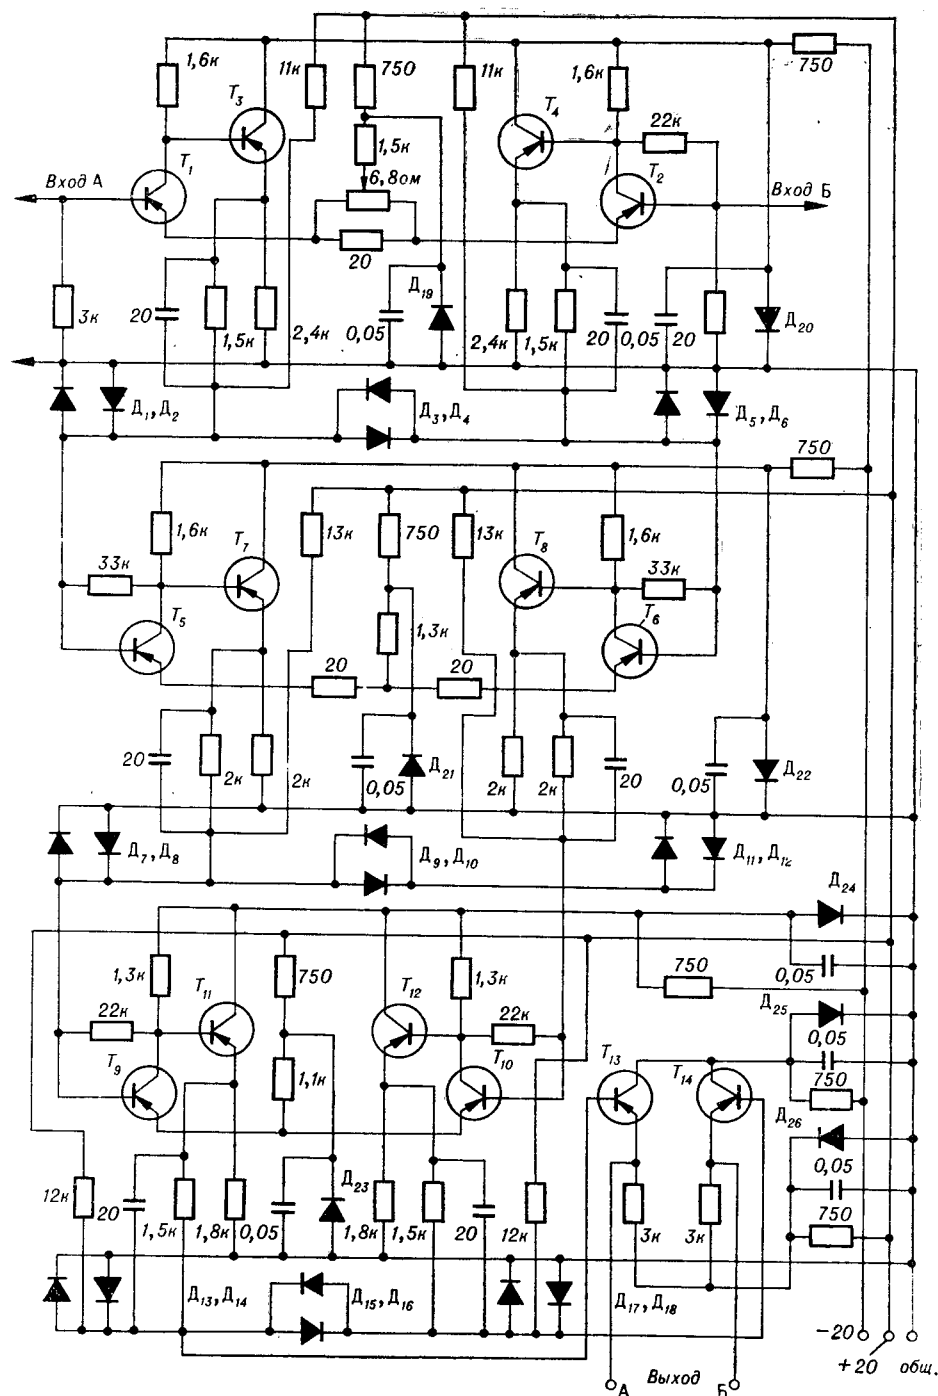 1,6к
11к
750
11к
1,6к
750
Т3
Т4
22к
1,5к
Т1
Т2
Вход А
6,8ом
Вход Б
20
3к
20
1,5к
2,4к
0,05
Д19
2,4к
1,5к
20
0,05
20
Д20
Д1, Д2
Д3, Д4
Д5, Д6
750
1,6к
13к
750
13к
1,6к
Т7
Т8
33к
33к
Т5
Т6
1,3к
20
20
20
2к
2к
0,05
Д21
2к
2к
20
0,05
Д22
Д7, Д8
Д9, Д10
Д11, Д12
Д24
1,3к
750
1,3к
750
0,05
Т11
Т12
Д25
22к
22к
0,05
Т9
Т10
Т13
Т14
1,1к
750
Д26
0,05
12к
20
1,5к
1,8к
0,05
Д23
1,8к
1,5к
20
12к
3к
3к
750
Д13, Д14
Д15, Д16
Д17, Д18
-20
+20
общ.
А
Выход
Б